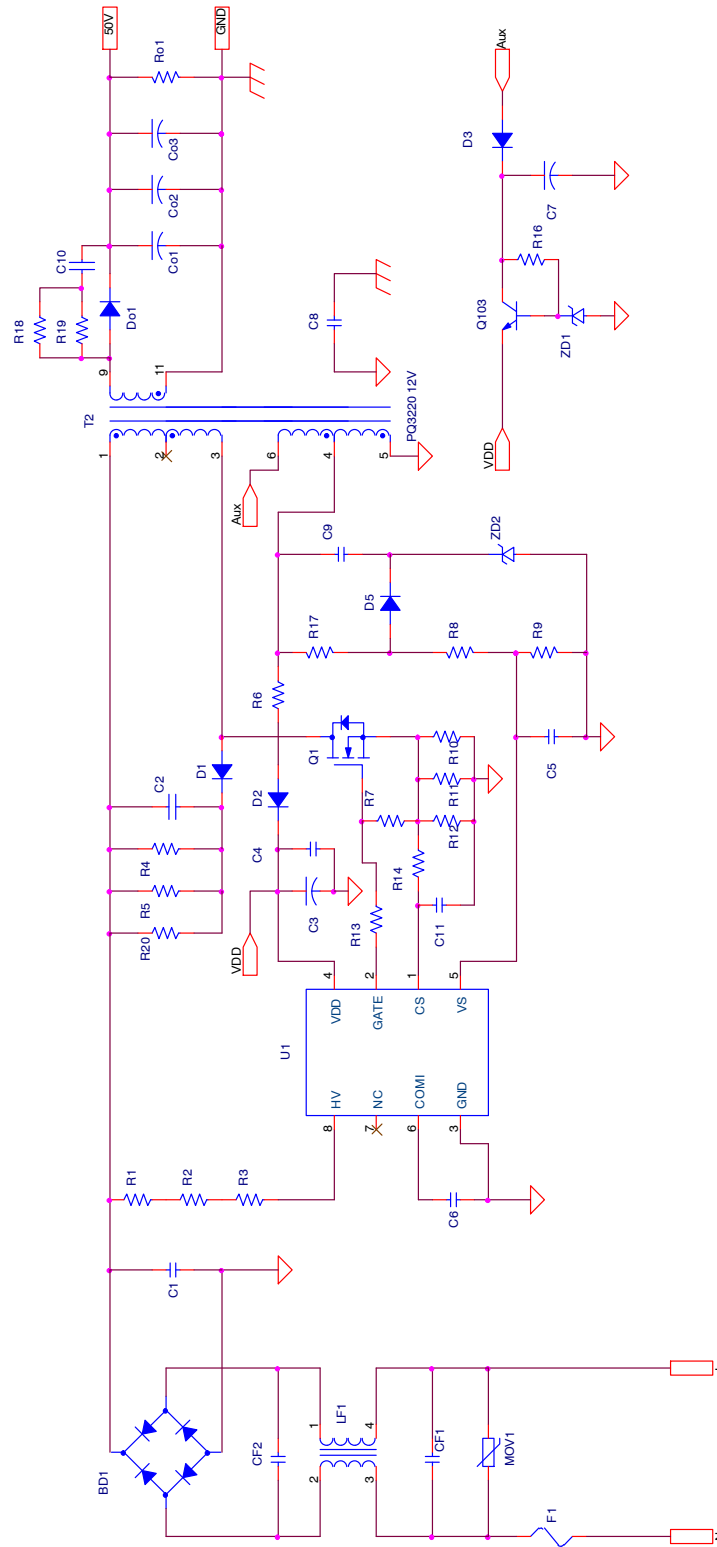 50V
GND
Ro1
Co3
Co2
Co1
C10
R18
R19
Do1
9
11
T2
1
2
3
6
4
5
PQ3220 12V
C8
Aux
D3
C7
R16
Q103
ZD1
VDD
Aux
C9
ZD2
R17
D5
R8
R9
R6
D1
Q1
R10
R11
R12
R7
C5
C2
R4
R5
R20
D2
C4
C3
VDD
R13
R14
C11
4
2
1
5
VDD
GATE
CS
VS
U1
HV
NC
COMI
GND
8
7
6
3
R1
R2
R3
C6
C1
BD1
CF2
LF1
1
2
4
3
CF1
MOV1
F1